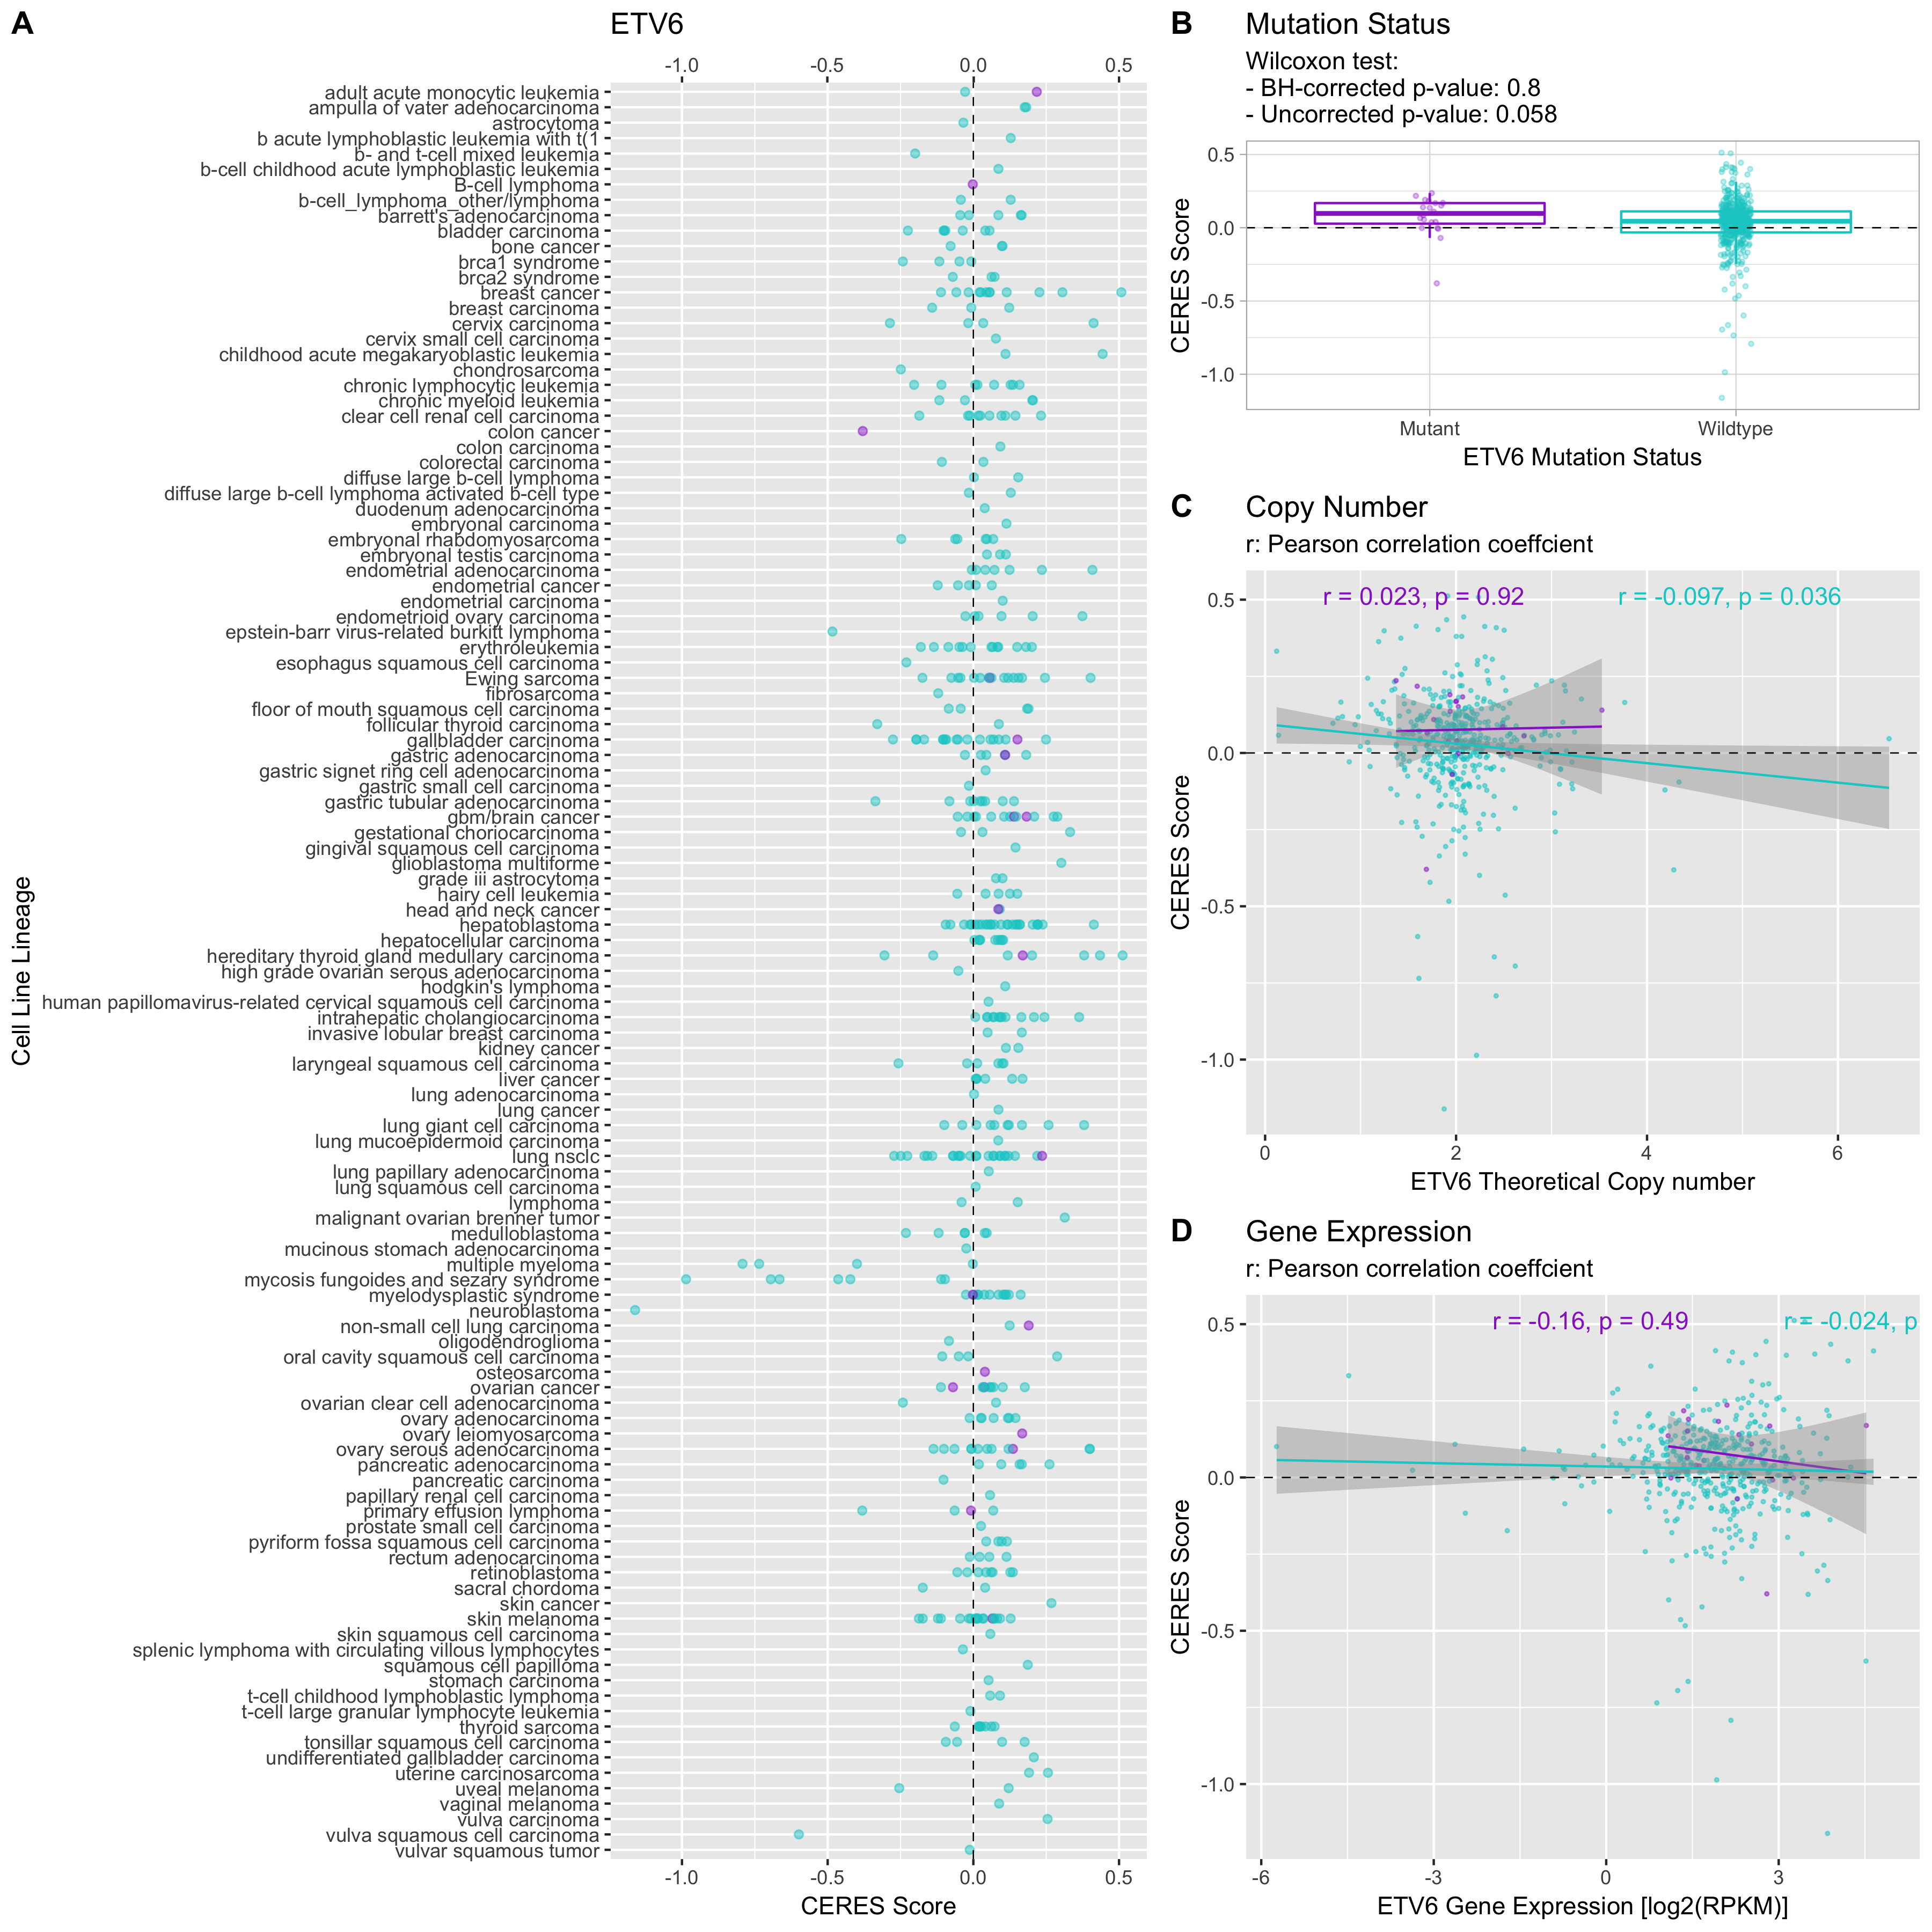 A
ETV6
-1.0 -0.5 0.0 0.5
adult acute monocytic leukemia
ampulla of vater adenocarcinoma
astrocytoma
b acute lymphoblastic leukemia with t(1
b- and t-cell mixed leukemia
b-cell childhood acute lymphoblastic leukemia
B-cell lymphoma
b-cell_lymphoma_other/lymphoma
barrett's adenocarcinoma
bladder carcinoma
bone cancer
brca1 syndrome
brca2 syndrome
breast cancer
breast carcinoma
cervix carcinoma
cervix small cell carcinoma
childhood acute megakaryoblastic leukemia
chondrosarcoma
chronic lymphocytic leukemia
chronic myeloid leukemia
clear cell renal cell carcinoma
colon cancer
colon carcinoma
colorectal carcinoma
diffuse large b-cell lymphoma
diffuse large b-cell lymphoma activated b-cell type
duodenum adenocarcinoma
embryonal carcinoma
embryonal rhabdomyosarcoma
embryonal testis carcinoma
endometrial adenocarcinoma
endometrial cancer
endometrial carcinoma
endometrioid ovary carcinoma
epstein-barr virus-related burkitt lymphoma
erythroleukemia
esophagus squamous cell carcinoma
Ewing sarcoma
fibrosarcoma
floor of mouth squamous cell carcinoma
follicular thyroid carcinoma
gallbladder carcinoma
gastric adenocarcinoma
gastric signet ring cell adenocarcinoma
gastric small cell carcinoma
gastric tubular adenocarcinoma
gbm/brain cancer
gestational choriocarcinoma
gingival squamous cell carcinoma
glioblastoma multiforme
grade iii astrocytoma
hairy cell leukemia
head and neck cancer
hepatoblastoma
hepatocellular carcinoma
hereditary thyroid gland medullary carcinoma
high grade ovarian serous adenocarcinoma
hodgkin's lymphoma
human papillomavirus-related cervical squamous cell carcinoma
intrahepatic cholangiocarcinoma
invasive lobular breast carcinoma
kidney cancer
laryngeal squamous cell carcinoma
liver cancer
lung adenocarcinoma
lung cancer
lung giant cell carcinoma
lung mucoepidermoid carcinoma
lung nsclc
lung papillary adenocarcinoma
lung squamous cell carcinoma
lymphoma
malignant ovarian brenner tumor
medulloblastoma
mucinous stomach adenocarcinoma
multiple myeloma
mycosis fungoides and sezary syndrome
myelodysplastic syndrome
neuroblastoma
non-small cell lung carcinoma
oligodendroglioma
oral cavity squamous cell carcinoma
osteosarcoma
ovarian cancer
ovarian clear cell adenocarcinoma
ovary adenocarcinoma
ovary leiomyosarcoma
ovary serous adenocarcinoma
pancreatic adenocarcinoma
pancreatic carcinoma
papillary renal cell carcinoma
primary effusion lymphoma
prostate small cell carcinoma
pyriform fossa squamous cell carcinoma
rectum adenocarcinoma
retinoblastoma
sacral chordoma
skin cancer
skin melanoma
skin squamous cell carcinoma
splenic lymphoma with circulating villous lymphocytes
squamous cell papilloma
stomach carcinoma
t-cell childhood lymphoblastic lymphoma
t-cell large granular lymphocyte leukemia
thyroid sarcoma
tonsillar squamous cell carcinoma
undifferentiated gallbladder carcinoma
uterine carcinosarcoma
uveal melanoma
vaginal melanoma
vulva carcinoma
vulva squamous cell carcinoma
vulvar squamous tumor
-1.0 -0.5 0.0 0.5
CERES Score
Cell Line Lineage
B
Mutation Status
Wilcoxon test:
- BH-corrected p-value: 0.8
- Uncorrected p-value: 0.058
0.5
0.0
-0.5
-1.0
CERES Score
Mutant Wildtype
ETV6 Mutation Status
C
Copy Number
r: Pearson correlation coeffcient
r = 0.023, p = 0.92 r = -0.097, p = 0.036
0.5
0.0
-0.5
-1.0
CERES Score
0 2 4 6
ETV6 Theoretical Copy number
D
Gene Expression
r: Pearson correlation coeffcient
r = -0.16, p = 0.49 r = -0.024, p
0.5
0.0
-0.5
-1.0
CERES Score
-6 -3 0 3
ETV6 Gene Expression [log2(RPKM)]